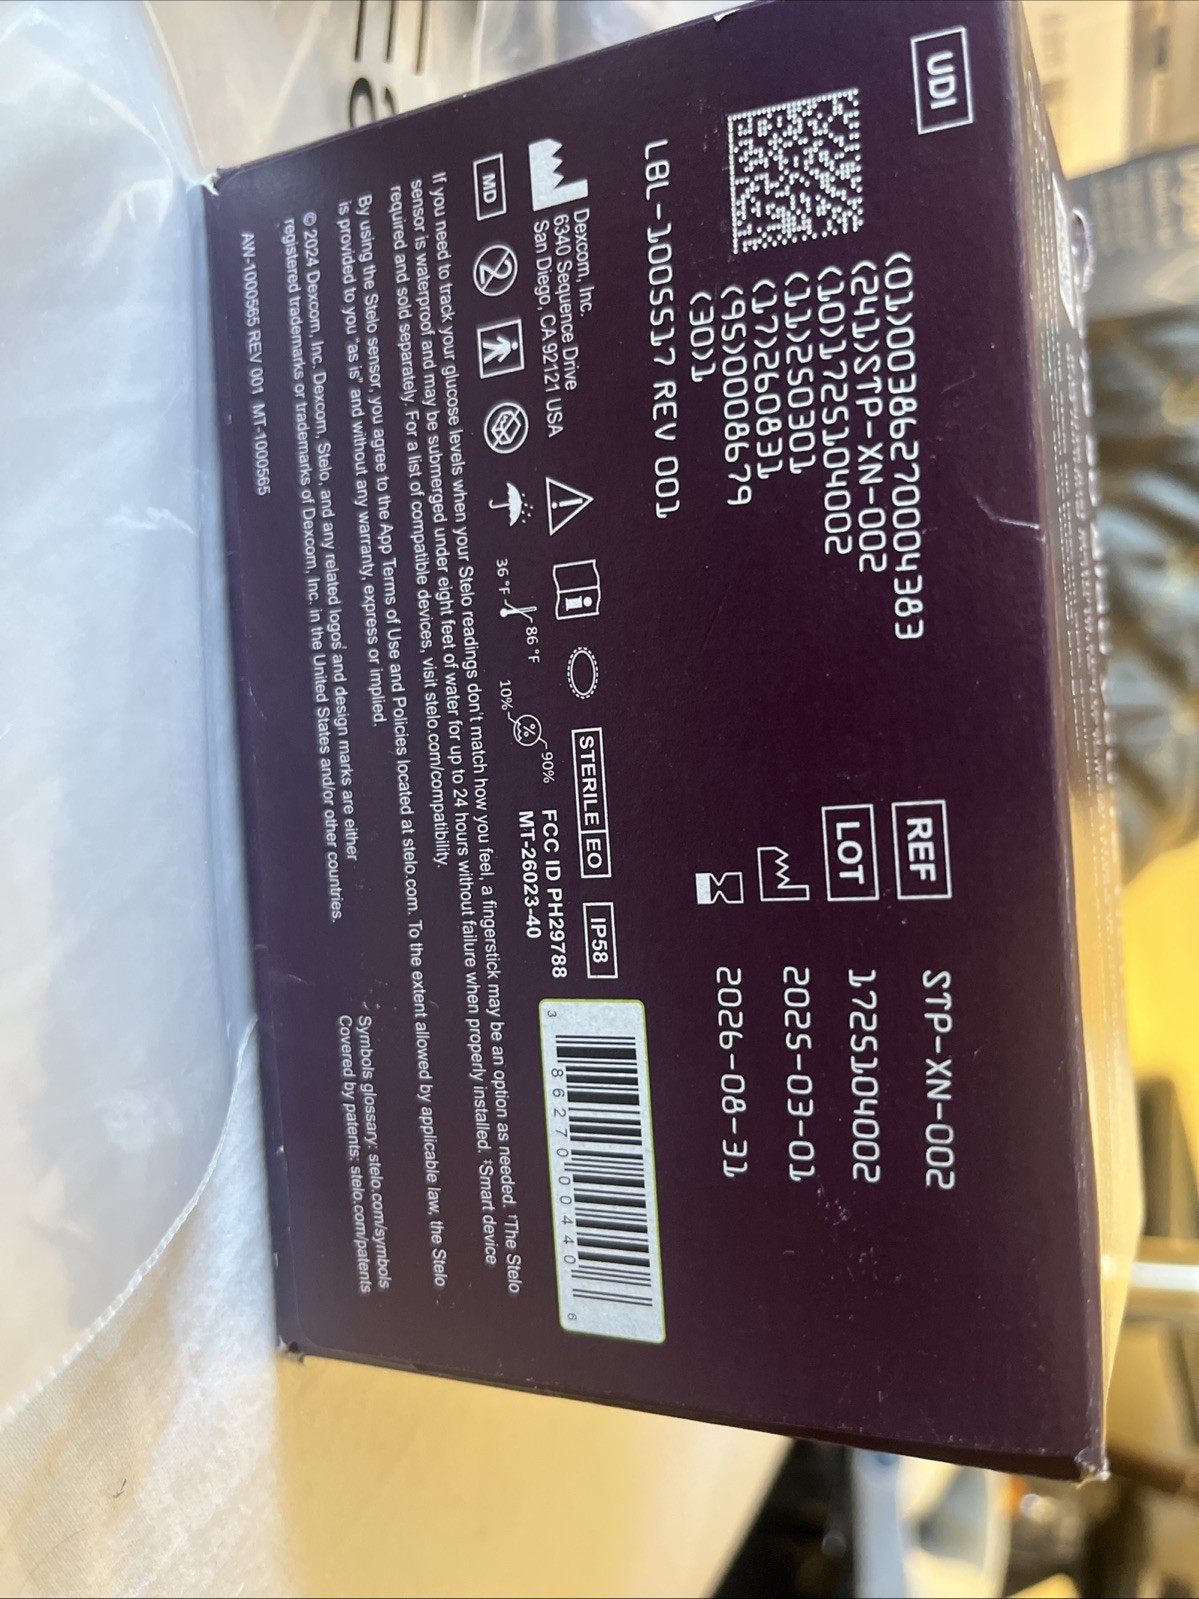 UDI
(01)00386270004383
(241)STP-XN-002
(10)1725104002
(11)250301
(17)260831
(95)0008679
(30)1
LBL-1005517 REV 001
REF STP-XN-002
LOT 1725104002
2025-03-01
2026-08-31
Dexcom, Inc.
6340 Sequence Drive
San Diego, CA 92121 USA
STERILE EO
IP58
MD
2
36 °F
86 °F
10%
%
90%
FCC ID PH29788
MT-26023-40
3 86270 00440 6
If you need to track your glucose levels when your Stelo readings don't match how you feel, a fingerstick may be an option as needed. †The Stelo
sensor is waterproof and may be submerged under eight feet of water for up to 24 hours without failure when properly installed. ‡Smart device
required and sold separately. For a list of compatible devices, visit stelo.com/compatibility.
By using the Stelo sensor, you agree to the App Terms of Use and Policies located at stelo.com. To the extent allowed by applicable law, the Stelo
is provided to you "as is" and without any warranty, express or implied.
© 2024 Dexcom, Inc. Dexcom, Stelo, and any related logos and design marks are either
registered trademarks or trademarks of Dexcom, Inc. in the United States and/or other countries.
Symbols glossary: stelo.com/symbols
Covered by patents: stelo.com/patents
AW-1000565 REV 001 MT-1000565